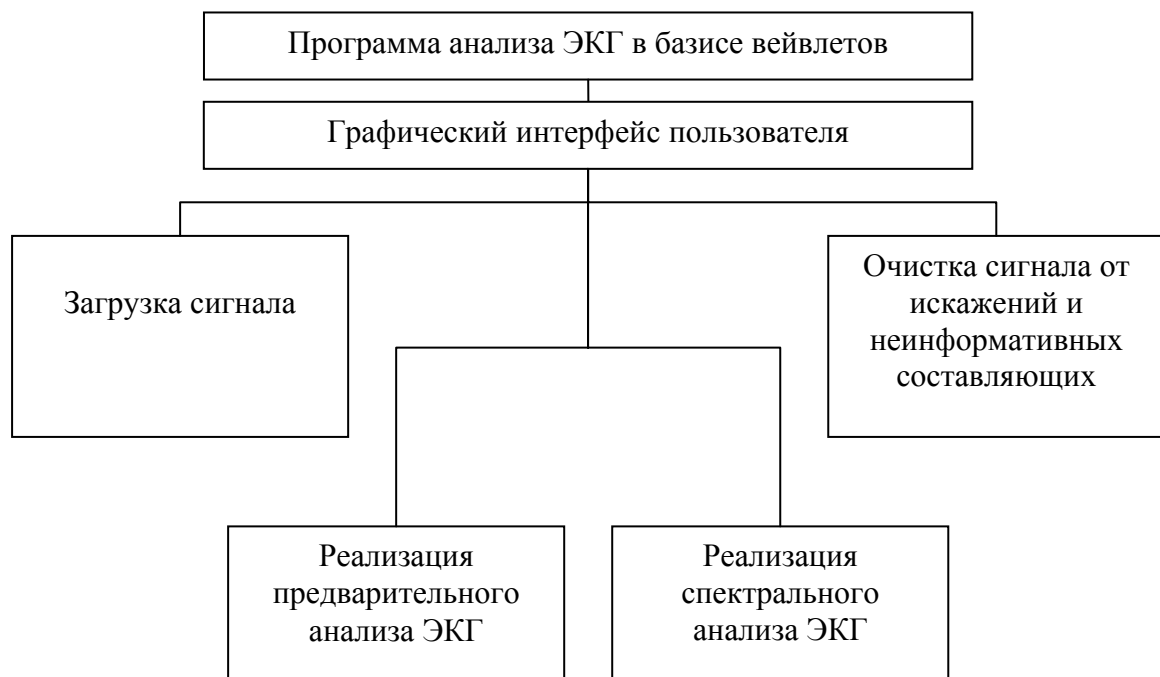 Программа анализа ЭКГ в базисе вейвлетов
Графический интерфейс пользователя
Загрузка сигнала
Очистка сигнала от
искажений и
неинформативных
составляющих
Реализация
предварительного
анализа ЭКГ
Реализация
спектрального
анализа ЭКГ